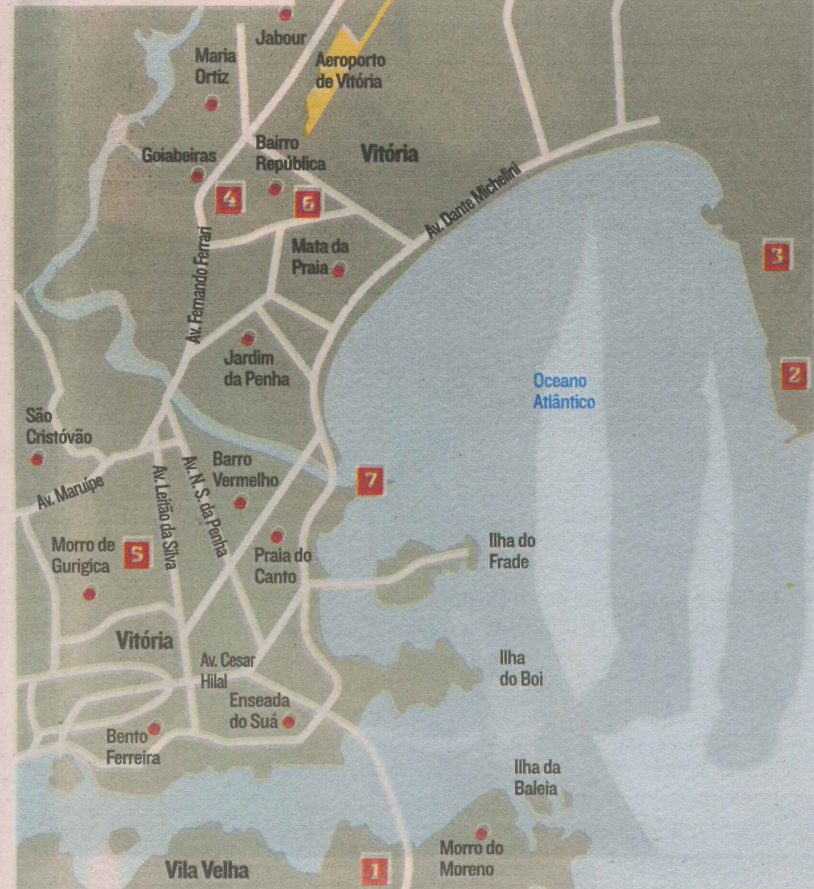 Jabour
Maria
Ortiz
Aeroporto
de Vitória
Goiabeiras
Bairro
República
Vitória
4
6
Av. Dante Michelini
Av. Fernando Ferrari
Mata da
Praia
3
Jardim
da Penha
Oceano
Atlântico
2
São
Cristóvão
Av. Maruipe
Av. Leitão da Silva
Av. N. S. da Penha
Barro
Vermelho
7
Morro de
Gurigica
5
Praia do
Canto
Ilha do
Frade
Vitória
Av. Cesar
Hilal
Ilha
do Boi
Enseada
do Suá
Bento
Ferreira
Ilha da
Baleia
Vila Velha
1
Morro do
Moreno